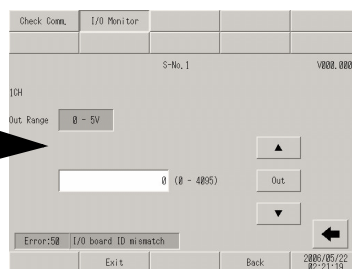 Check Comm. I/O Monitor
S-No.1 V000.000
1CH
Out Range 0 - 5V
0 (0 - 4095) Out
Error:50 I/O board ID mismatch
Exit Back 2006/05/22
02:21:19